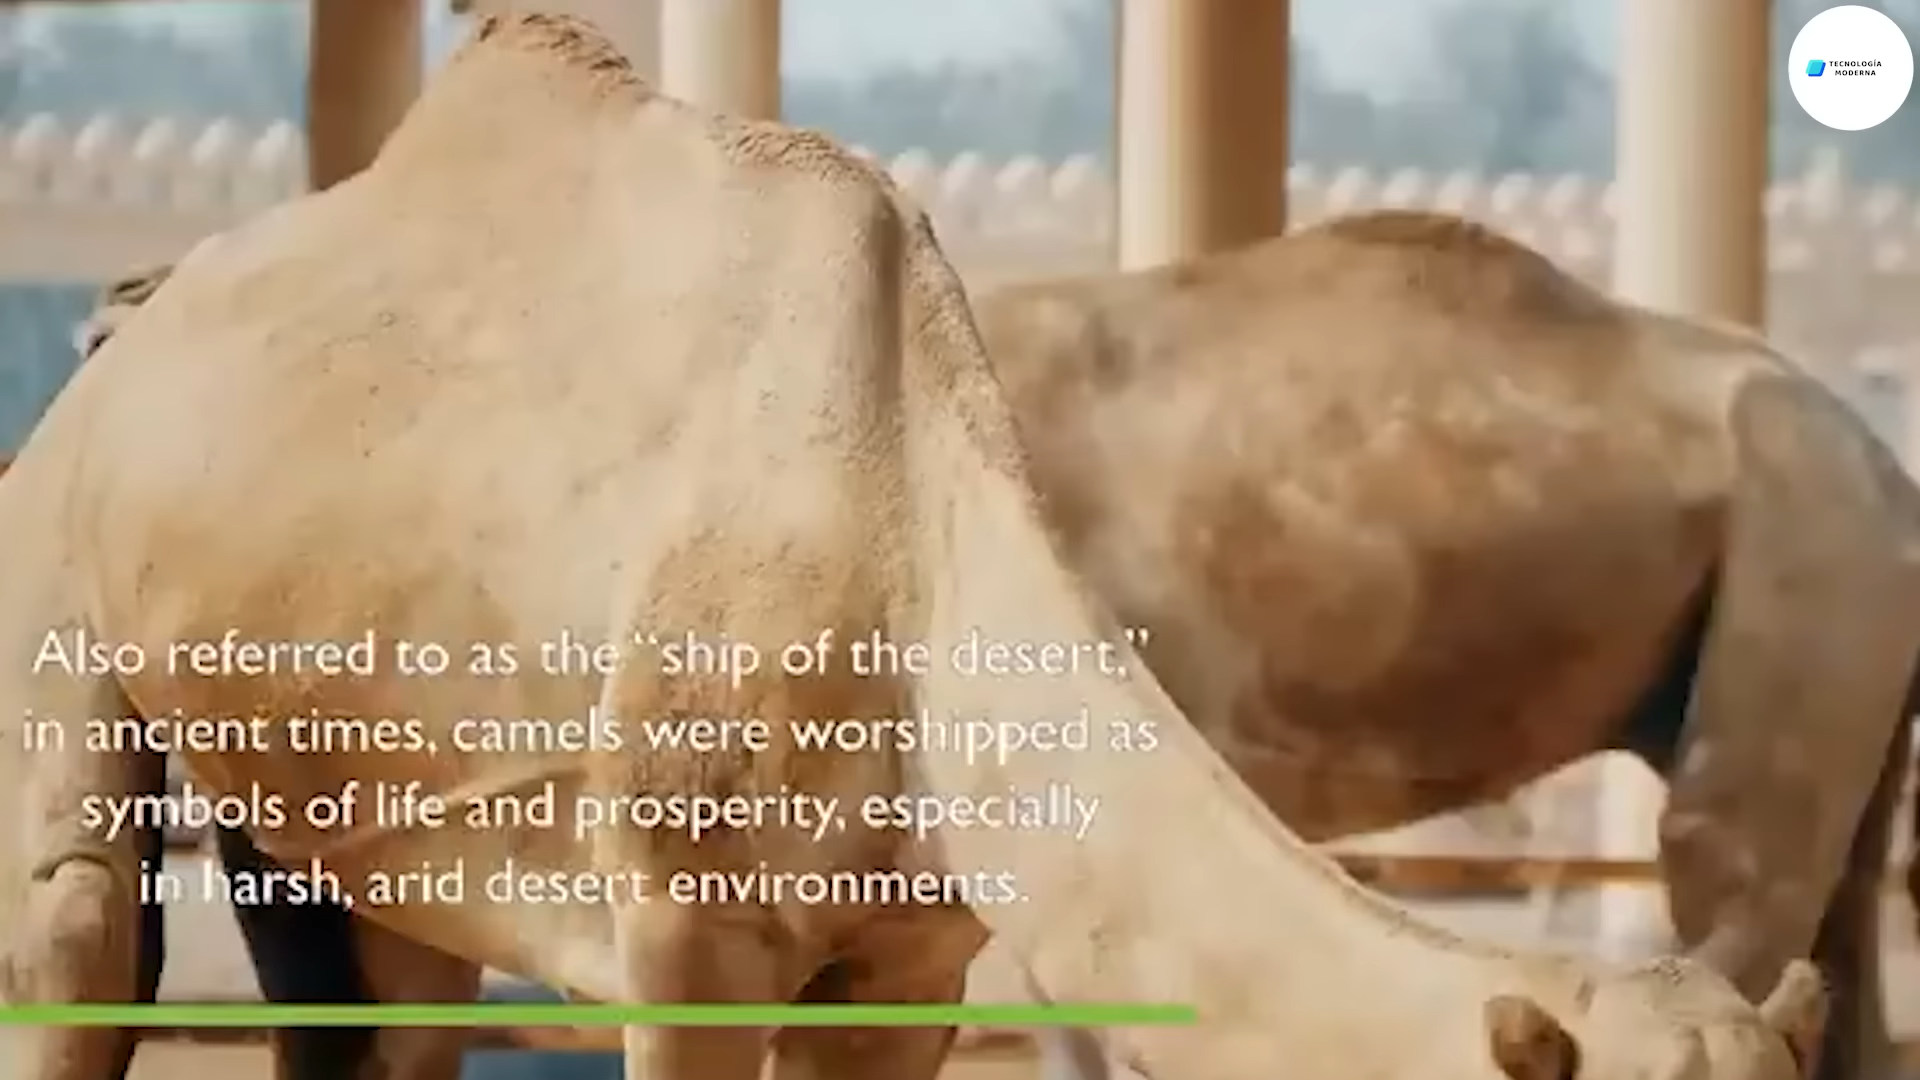 TECNOLOGÍA
MODERNA
Also referred to as the “ship of the desert,”
in ancient times, camels were worshipped as
symbols of life and prosperity, especially
in harsh, arid desert environments.